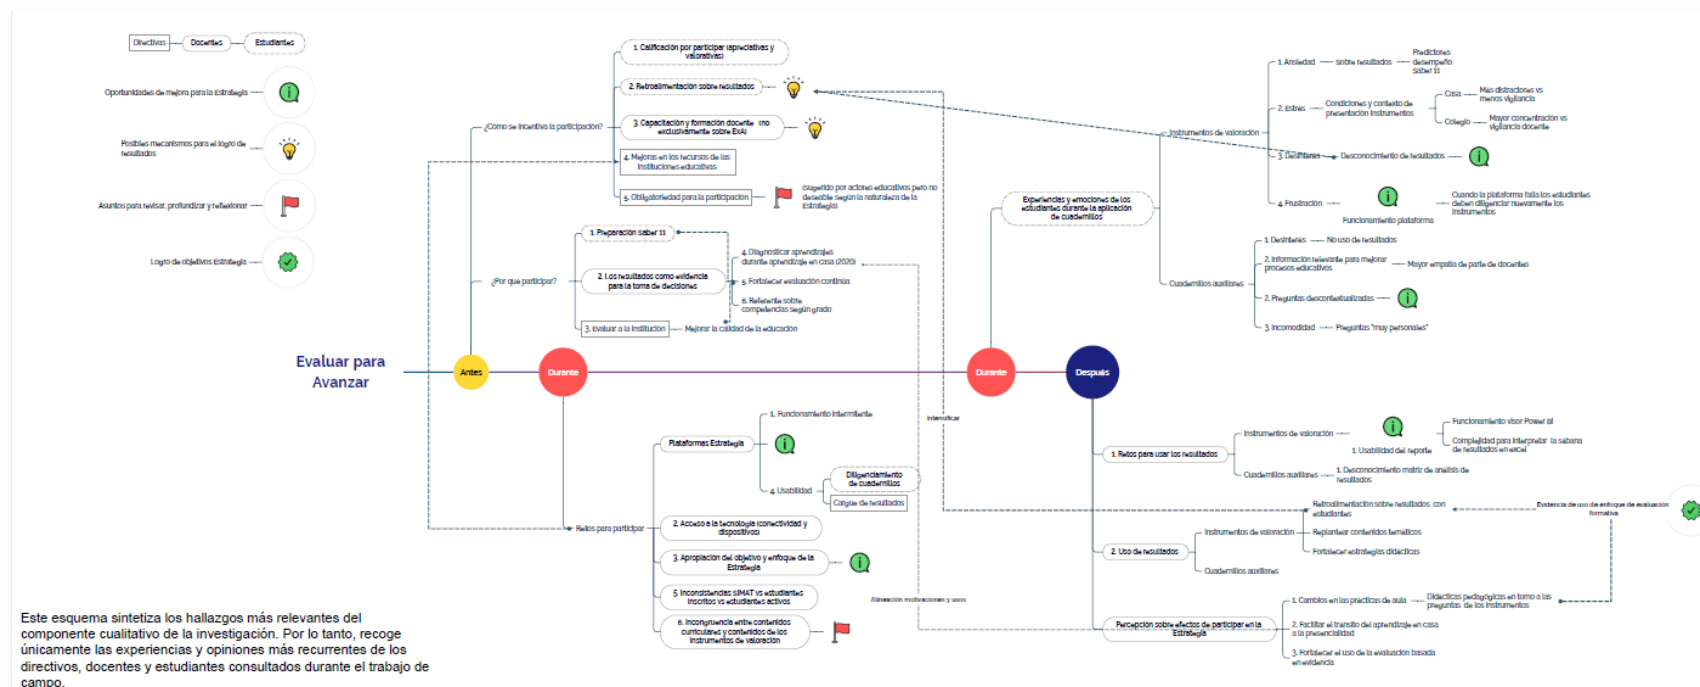 Directivas
Docentes
Estudiantes
Oportunidades de mejora para la Estrategia
Posibles mecanismos para el logro de
resultados
Asuntos para revisar, profundizar y reflexionar
Logro de objetivos Estrategia
¿Cómo se incentiva la participación?
1. Calificación por participar (apreciativas y
valorativas)
2. Retroalimentación sobre resultados
3. Capacitación y formación docente (no
exclusivamente sobre ExA)
4. Mejoras en los recursos de las
instituciones educativas
5. Obligatoriedad para la participación
Sugerido por actores educativos pero no
deseable según la naturaleza de la
Estrategia)
¿Por qué participar?
1. Preparación Saber 11
2. Los resultados como evidencia
para la toma de decisiones
3. Evaluar a la institución
Mejorar la calidad de la educación
4. Diagnosticar aprendizajes
durante aprendizaje en casa (2020)
5. Fortalecer evaluación continúa
6. Referente sobre
competencias según grado
Experiencias y emociones de los
estudiantes durante la aplicación
de cuadernillos
Instrumentos de valoración
1. Ansiedad
Sobre resultados
Predictores
desempeño
Saber 11
2. Estrés
Condiciones y contexto de
presentación instrumentos
Casa
Más distractores vs
menos vigilancia
Colegio
Mayor concentración vs
vigilancia docente
3. Desinterés
Desconocimiento de resultados
4. Frustración
Funcionamiento plataforma
Cuando la plataforma falla los estudiantes
deben diligenciar nuevamente los
instrumentos
Cuadernillos auxiliares
1. Desinterés
No uso de resultados
2. Información relevante para mejorar
procesos educativos
Mayor empatía de parte de docentes
2. Preguntas descontextualizadas
3. Incomodidad
Preguntas "muy personales"
Evaluar para
Avanzar
Antes
Durante
Durante
Después
Intensificar
Alineación motivaciones y usos
Retos para participar
Plataformas Estrategia
1. Funcionamiento intermitente
4. Usabilidad
Diligenciamiento
de cuadernillos
Cargue de resultados
2. Acceso a la tecnología (conectividad y
dispositivos)
3. Apropiación del objetivo y enfoque de la
Estrategia
5. Inconsistencias SIMAT vs estudiantes
inscritos vs estudiantes activos
6. Incongruencia entre contenidos
curriculares y contenidos de los
instrumentos de valoración
1. Retos para usar los resultados
Instrumentos de valoración
1. Usabilidad del reporte
Funcionamiento visor Power BI
Complejidad para interpretar la sábana
de resultados en excel
Cuadernillos auxiliares
1. Desconocimiento matriz de análisis de
resultados
2. Uso de resultados
Instrumentos de valoración
Retroalimentación sobre resultados con
estudiantes
Replantear contenidos temáticos
Fortalecer estrategias didácticas
Cuadernillos auxiliares
Evidencia de uso de enfoque de evaluación
formativa
Percepción sobre efectos de participar en la
Estrategia
1. Cambios en las prácticas de aula
Didácticas pedagógicas en torno a las
preguntas de los instrumentos
2. Facilitar el tránsito del aprendizaje en casa
a la presencialidad
3. Fortalecer el uso de la evaluación basada
en evidencia
Este esquema sintetiza los hallazgos más relevantes del
componente cualitativo de la investigación. Por lo tanto, recoge
únicamente las experiencias y opiniones más recurrentes de los
directivos, docentes y estudiantes consultados durante el trabajo de
campo.